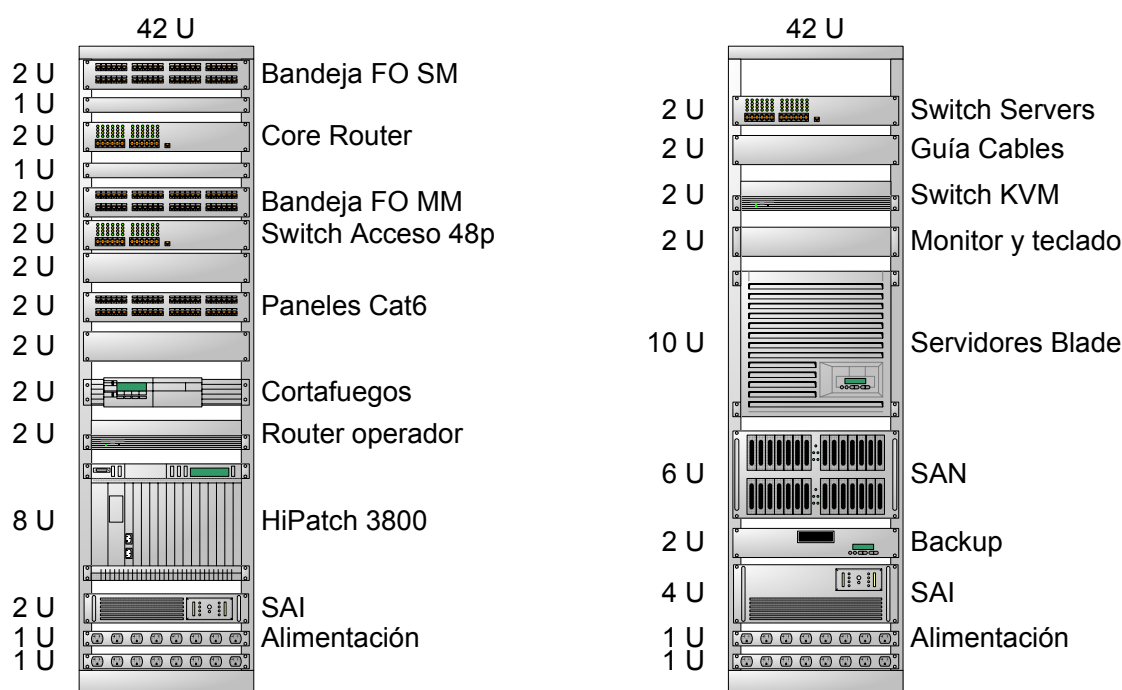 42 U
2 U Bandeja FO SM
1 U
2 U Core Router
1 U
2 U Bandeja FO MM
2 U Switch Acceso 48p
2 U
2 U Paneles Cat6
2 U
2 U Cortafuegos
2 U Router operador
8 U HiPatch 3800
2 U SAI
1 U Alimentación
1 U
42 U
2 U Switch Servers
2 U Guía Cables
2 U Switch KVM
2 U Monitor y teclado
10 U Servidores Blade
6 U SAN
2 U Backup
4 U SAI
1 U Alimentación
1 U